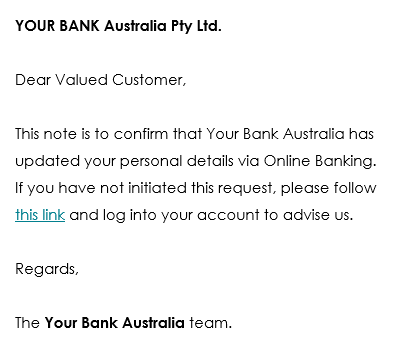 YOUR BANK Australia Pty Ltd.
Dear Valued Customer,
This note is to confirm that Your Bank Australia has
updated your personal details via Online Banking.
If you have not initiated this request, please follow
this link and log into your account to advise us.
Regards,
The Your Bank Australia team.